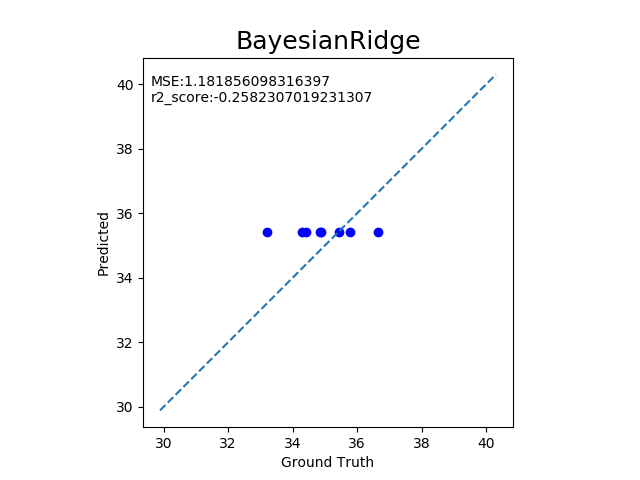 BayesianRidge
MSE:1.181856098316397
r2_score:-0.2582307019231307
40
38
36
34
32
30
Predicted
30 32 34 36 38 40
Ground Truth